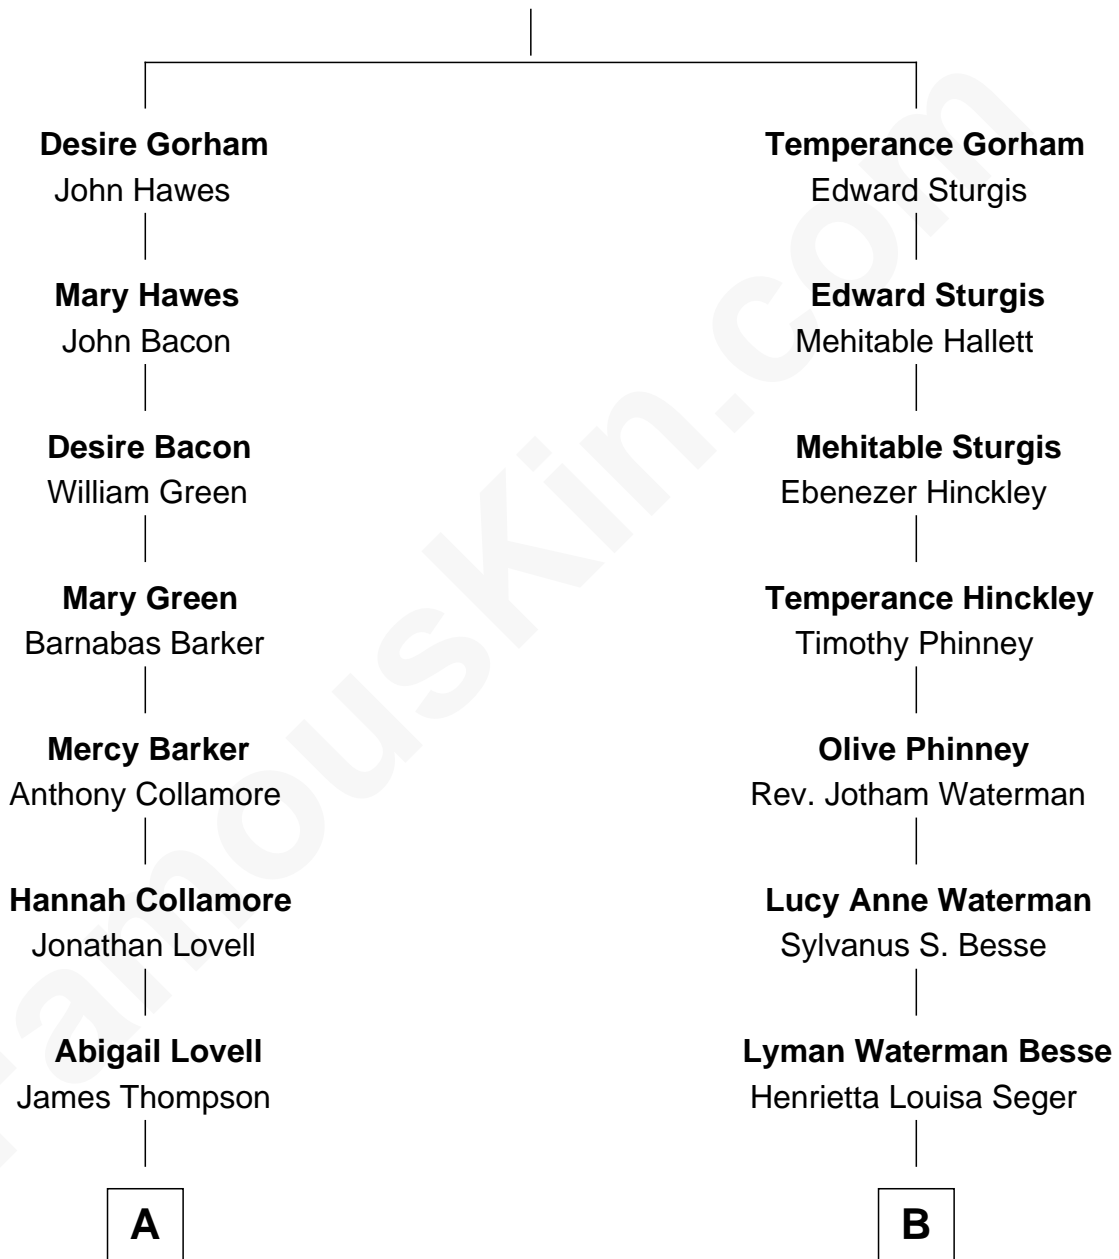 Desire Gorham
John Hawes
Mary Hawes
John Bacon
Desire Bacon
William Green
Mary Green
Barnabas Barker
Mercy Barker
Anthony Collamore
Hannah Collamore
Jonathan Lovell
Abigail Lovell
James Thompson
A
Temperance Gorham
Edward Sturgis
Edward Sturgis
Mehitable Hallett
Mehitable Sturgis
Ebenezer Hinckley
Temperance Hinckley
Timothy Phinney
Olive Phinney
Rev. Jotham Waterman
Lucy Anne Waterman
Sylvanus S. Besse
Lyman Waterman Besse
Henrietta Louisa Seger
B
FamousKin.com